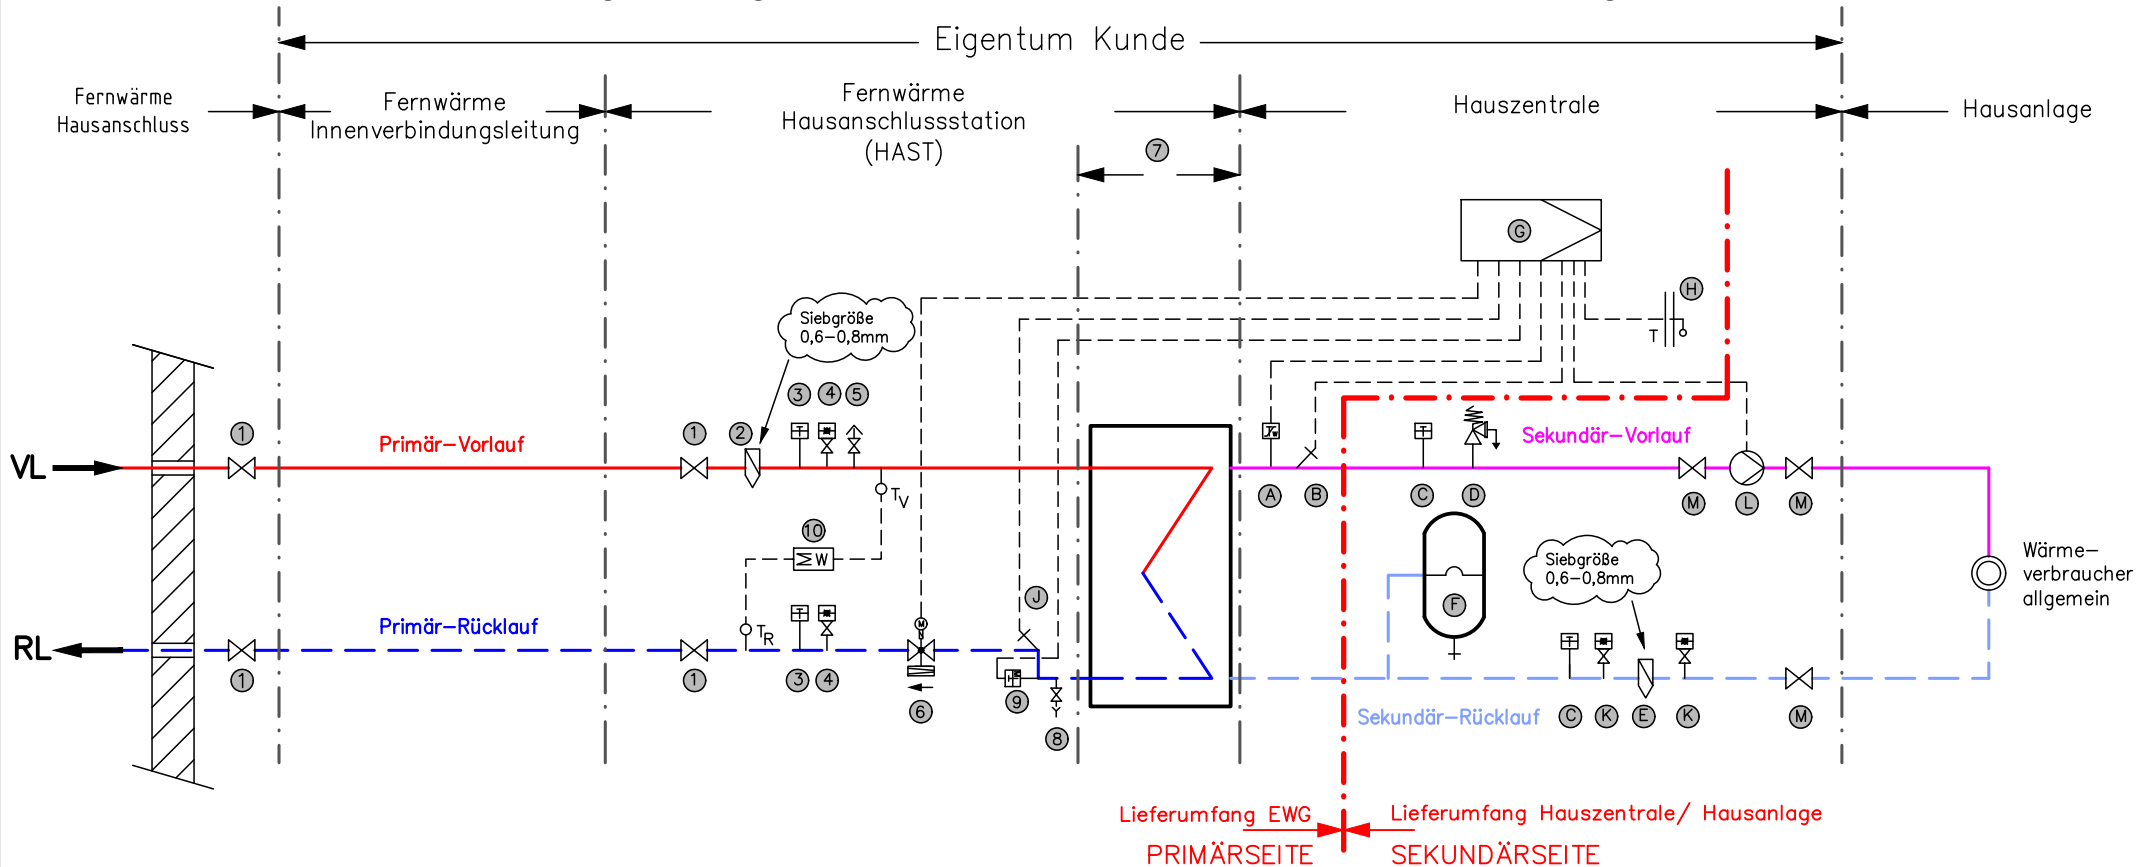 Eigentum Kunde
Fernwärme
Hausanschluss
Fernwärme
Innenverbindungsleitung
Fernwärme
Hausanschlussstation
(HAST)
Hauszentrale
Hausanlage
7
G
H
T
Siebgröße
0,6–0,8mm
3
4
5
1
Primär–Vorlauf
1
2
Sekundär–Vorlauf
VL
A
B
C
D
M
L
M
TV
10
ΣW
Siebgröße
0,6–0,8mm
Wärme–
verbraucher
allgemein
F
J
Primär–Rücklauf
TR
M
RL
1
1
3
4
6
9
8
Sekundär–Rücklauf
C
K
E
K
M
Lieferumfang EWG
Lieferumfang Hauszentrale/ Hausanlage
PRIMÄRSEITE
SEKUNDÄRSEITE